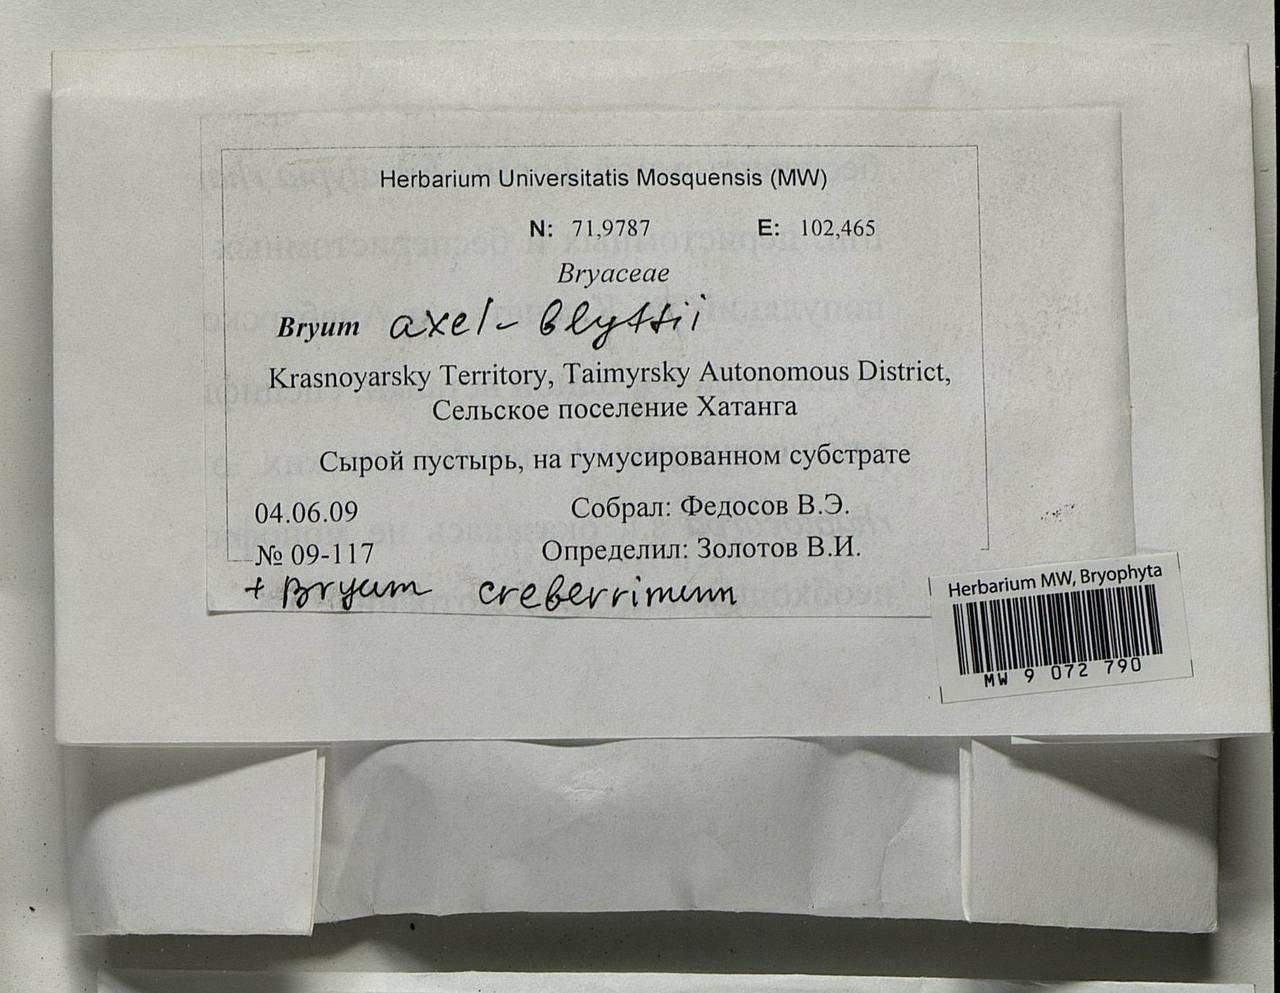 Herbarium Universitatis Mosquensis (MW)
N: 71,9787 E: 102,465
Bryaceae
Bryum axel-blyttii
Krasnoyarsky Territory, Taimyrsky Autonomous District,
Сельское поселение Хатанга
Сырой пустырь, на гумусированном субстрате
04.06.09 Собрал: Федосов В.Э.
№ 09-117 Определил: Золотов В.И.
+ Bryum creberrimum
Herbarium MW, Bryophyta
MW 9 072 790